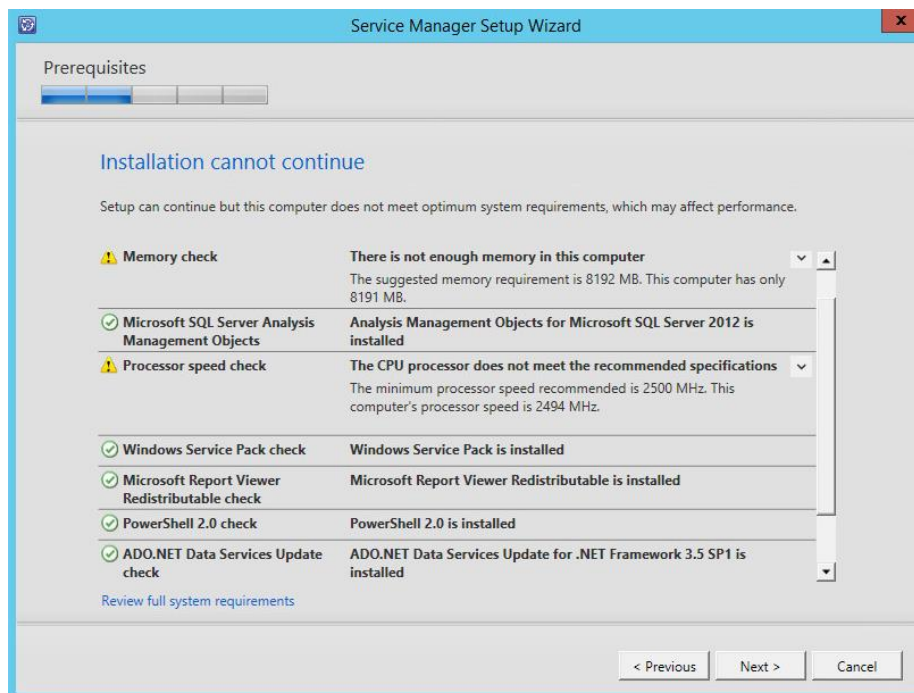 Service Manager Setup Wizard
x
Prerequisites
Installation cannot continue
Setup can continue but this computer does not meet optimum system requirements, which may affect performance.
Memory check
There is not enough memory in this computer
The suggested memory requirement is 8192 MB. This computer has only
8191 MB.
Microsoft SQL Server Analysis
Management Objects
Analysis Management Objects for Microsoft SQL Server 2012 is
installed
Processor speed check
The CPU processor does not meet the recommended specifications
The minimum processor speed recommended is 2500 MHz. This
computer's processor speed is 2494 MHz.
Windows Service Pack check
Windows Service Pack is installed
Microsoft Report Viewer
Redistributable check
Microsoft Report Viewer Redistributable is installed
PowerShell 2.0 check
PowerShell 2.0 is installed
ADO.NET Data Services Update
check
ADO.NET Data Services Update for .NET Framework 3.5 SP1 is
installed
Review full system requirements
< Previous
Next >
Cancel